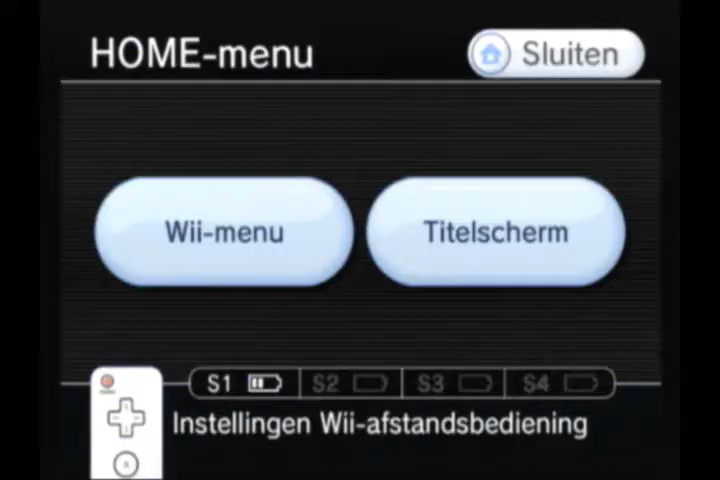 HOME-menu
Sluiten
Wii-menu
Titelscherm
S1 S2 S3 S4
Instellingen Wii-afstandsbediening